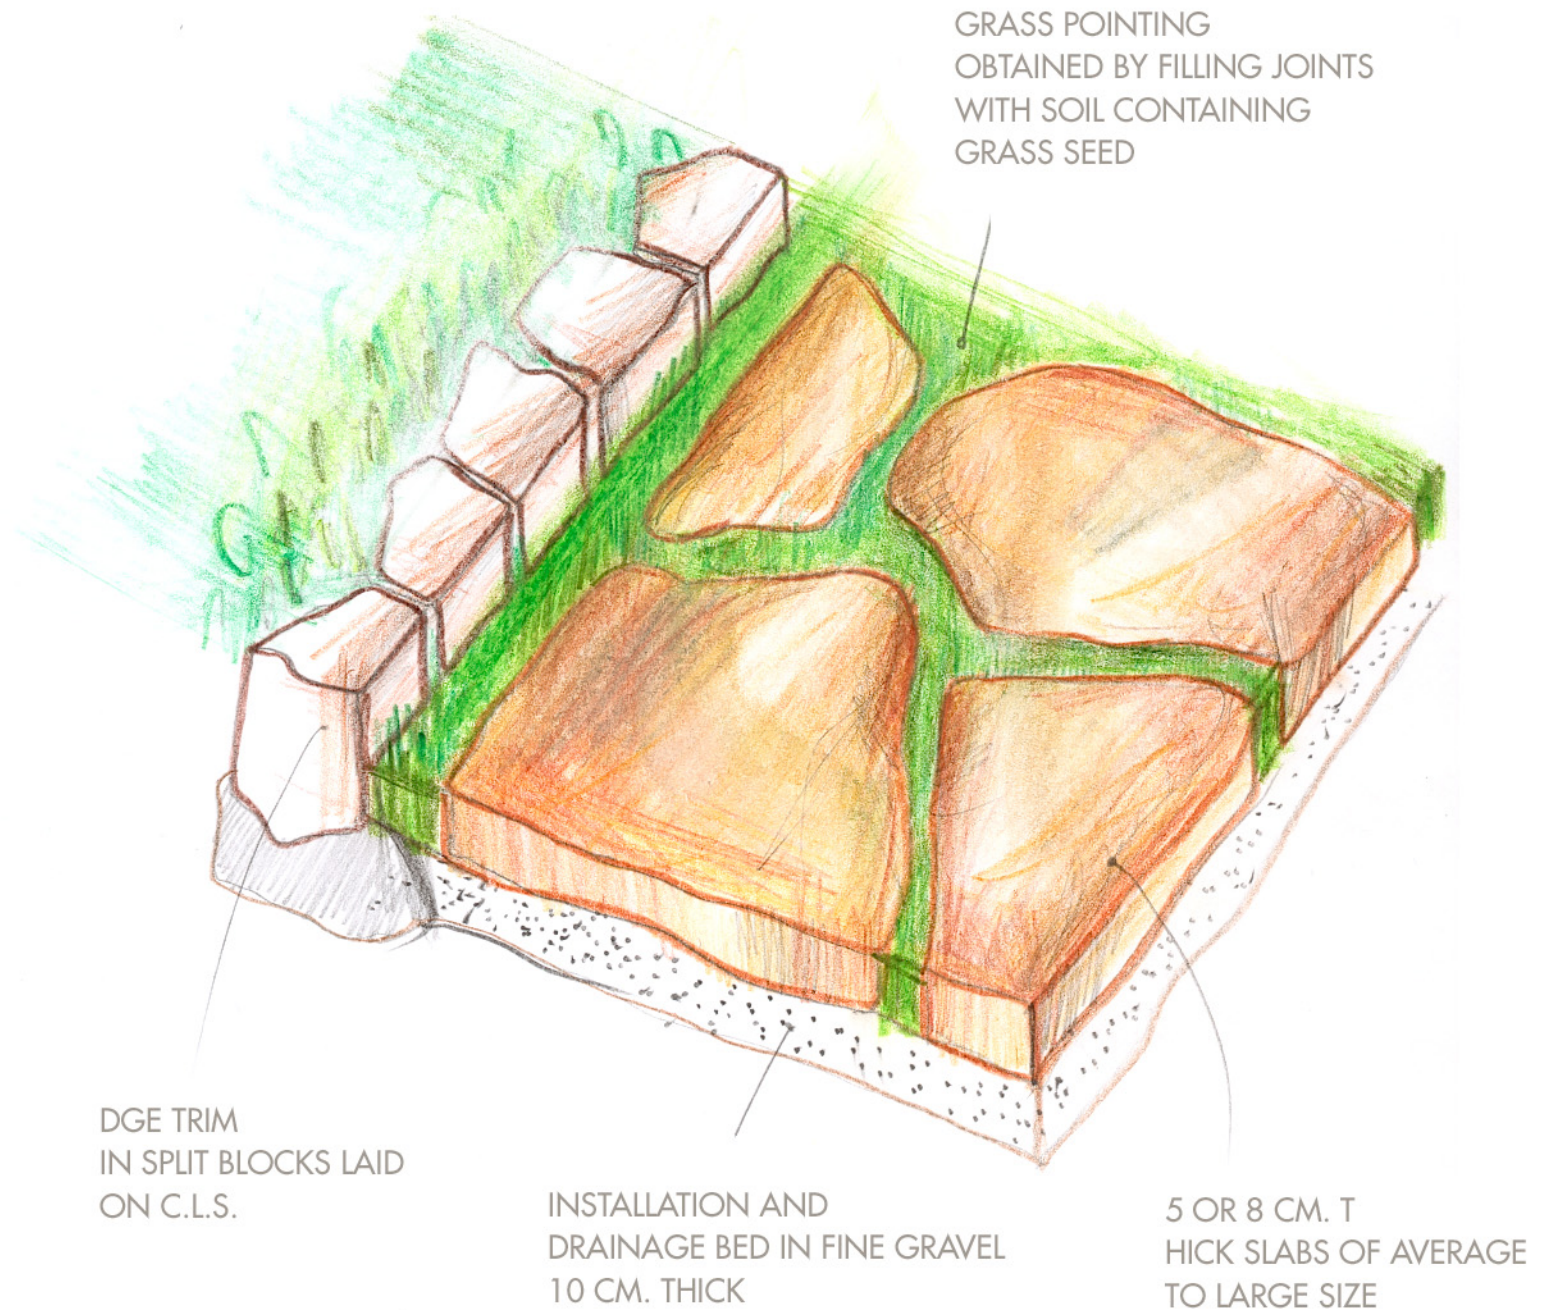 GRASS POINTING
OBTAINED BY FILLING JOINTS
WITH SOIL CONTAINING
GRASS SEED
DGE TRIM
IN SPLIT BLOCKS LAID
ON C.L.S.
INSTALLATION AND
DRAINAGE BED IN FINE GRAVEL
10 CM. THICK
5 OR 8 CM. T
HICK SLABS OF AVERAGE
TO LARGE SIZE